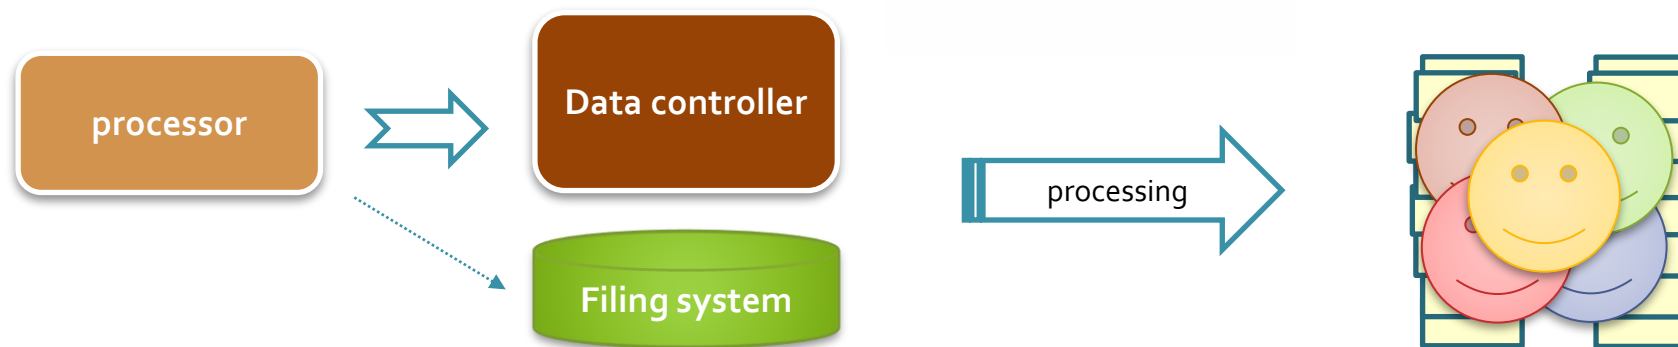 processor
Data controller
processing
Filing system